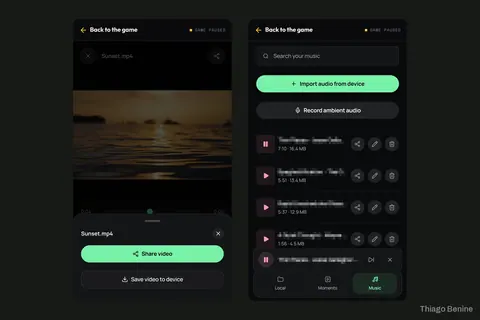 Back to the game
GAME PAUSED
Sunset.mp4
Sunset.mp4
Share video
Save video to device
Back to the game
GAME PAUSED
Search your music
Import audio from device
Record ambient audio
7:10 · 16.4 MB
5:51 · 13.4 MB
5:37 · 12.9 MB
1:56 · 4.5 MB
Local
Moments
Music
Thiago Benine